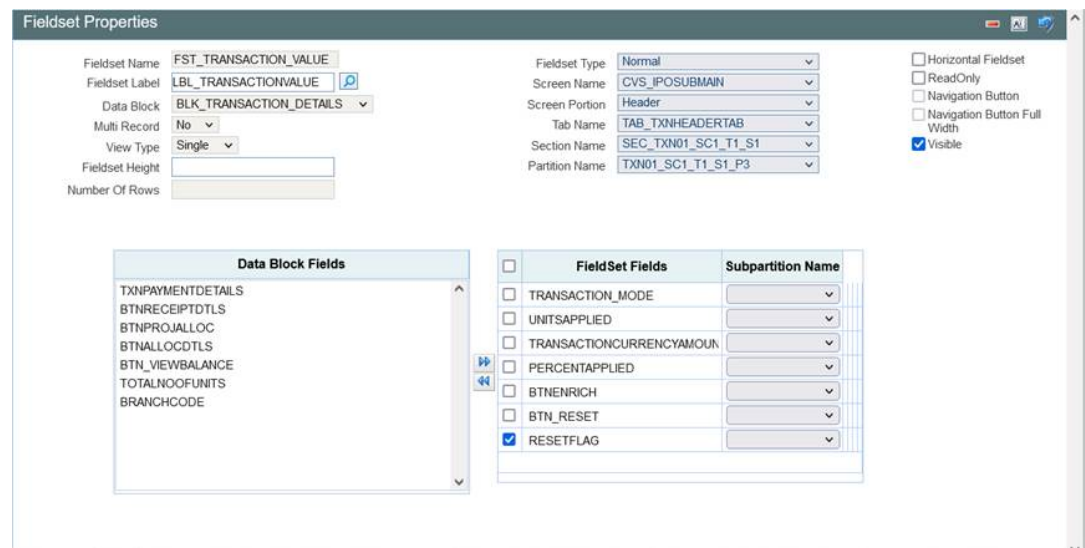 Fieldset Properties
Fieldset Name FST_TRANSACTION_VALUE
Fieldset Label LBL_TRANSACTIONVALUE
Data Block BLK_TRANSACTION_DETAILS
Multi Record No
View Type Single
Fieldset Height
Number Of Rows
Fieldset Type Normal
Screen Name CVS_IPOSUBMAIN
Screen Portion Header
Tab Name TAB_TXNHEADERTAB
Section Name SEC_TXN01_SC1_T1_S1
Partition Name TXN01_SC1_T1_S1_P3
Horizontal Fieldset
ReadOnly
Navigation Button
Navigation Button Full
Width
Visible
Data Block Fields
TXNPAYMENTDETAILS
BTNRECEIPTDTLS
BTNPROJALLOC
BTNALLOCDTLS
BTN_VIEWBALANCE
TOTALNOOFUNITS
BRANCHCODE
FieldSet Fields Subpartition Name
TRANSACTION_MODE
UNITSAPPLIED
TRANSACTIONCURRENCYAMOUN
PERCENTAPPLIED
BTNENRICH
BTN_RESET
RESETFLAG